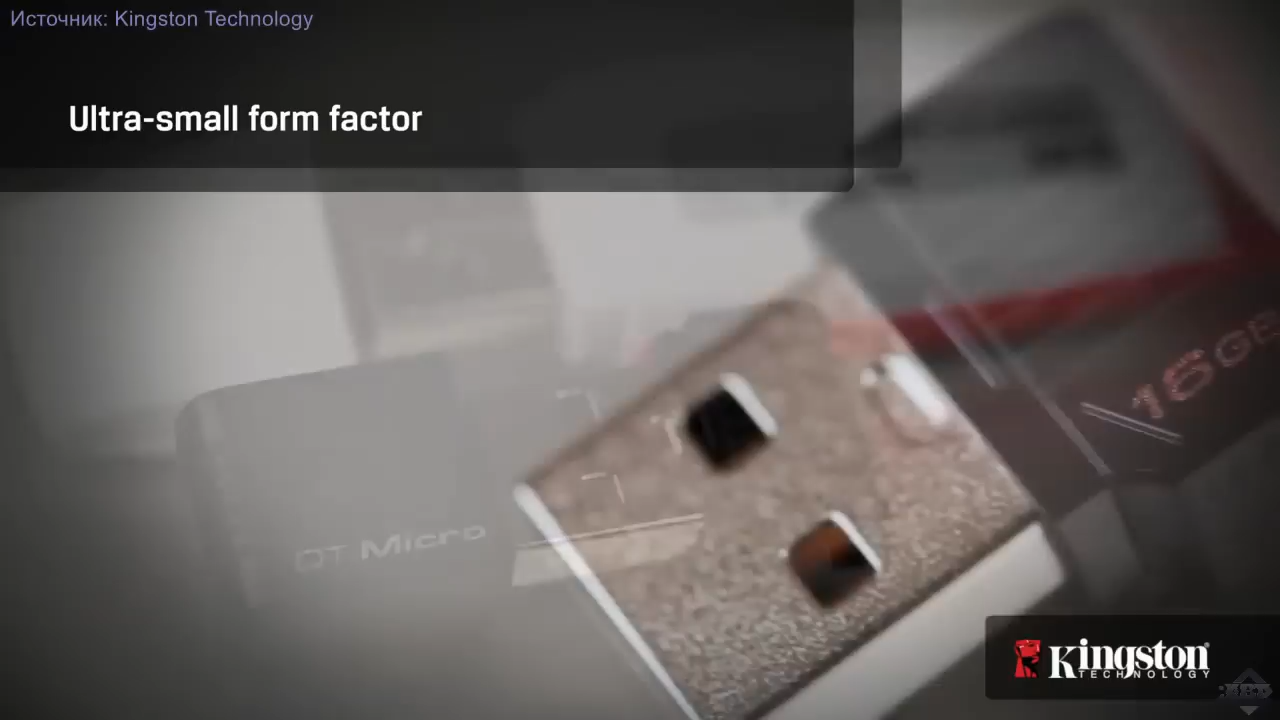 Источник: Kingston Technology
Ultra-small form factor
16GB
DT Micro
Kingston
TECHNOLOGY